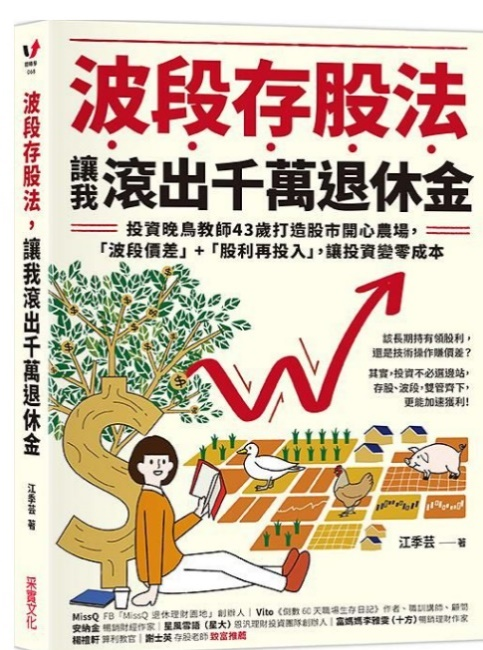 波段存股法
讓我
滾出千萬退休金
投資晚鳥教師43歲打造股市開心農場，
「波段價差」+「股利再投入」，讓投資變零成本
該長期持有領股利，
還是技術操作賺價差？
其實，投資不必選邊站，
存股、波段，雙管齊下，
更能加速獲利！
江季芸——著
MissQ FB「MissQ 退休理財園地」創辦人｜Vito《倒數60天職場生存日記》作者、職訓講師、顧問
安納金 暢銷財經作家｜星風雪語（星大）恩汎理財投資團隊創辦人｜富媽媽李雅雯（十方）暢銷理財作家
楊禮軒 算利教官｜謝士英 存股老師 致富推薦
波段存股法，讓我滾出千萬退休金
江季芸 著
采實文化